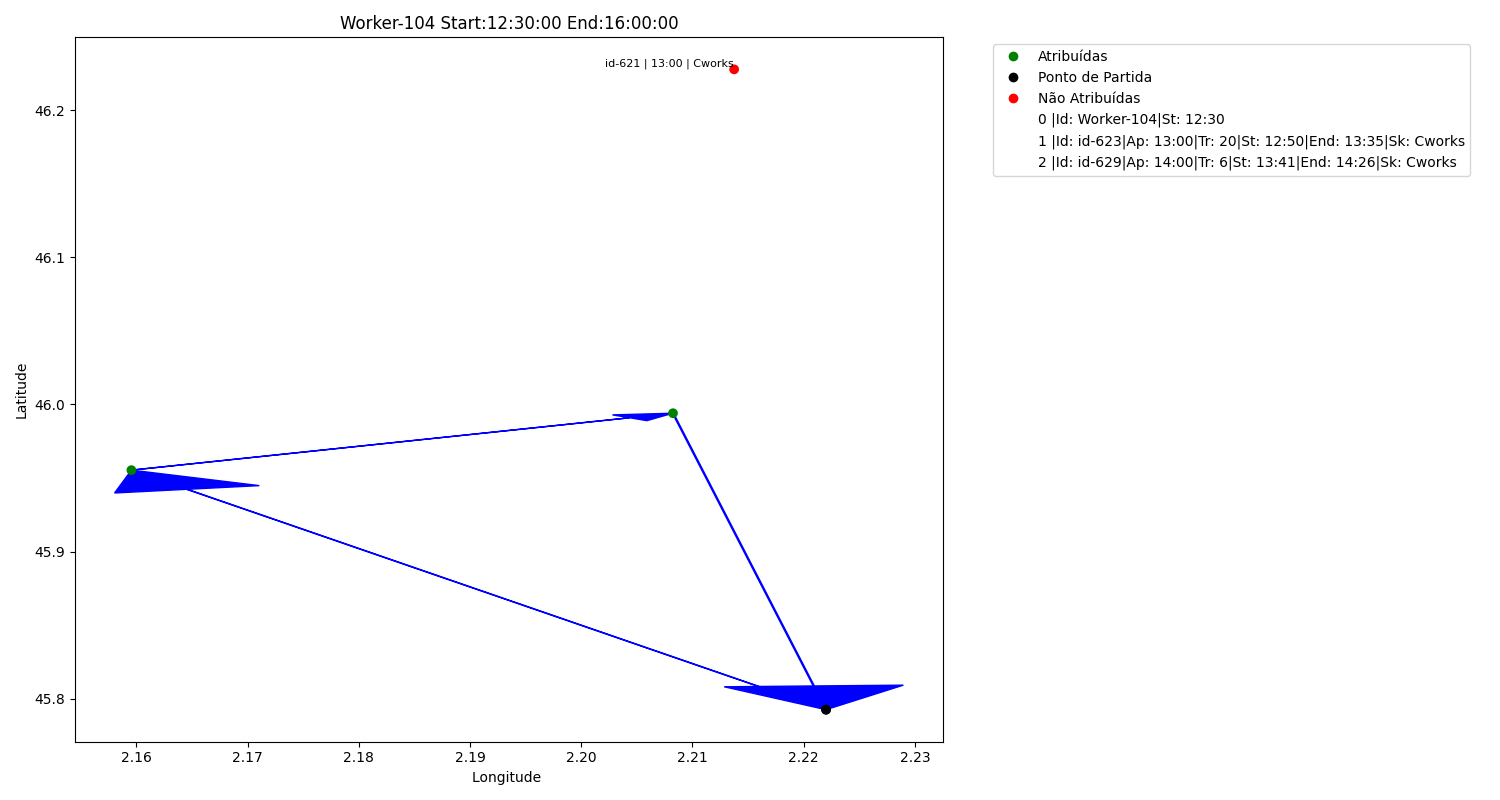 Worker-104 Start:12:30:00 End:16:00:00
id-621 | 13:00 | Cworks
Atribuídas
Ponto de Partida
Não Atribuídas
0 |Id: Worker-104|St: 12:30
1 |Id: id-623|Ap: 13:00|Tr: 20|St: 12:50|End: 13:35|Sk: Cworks
2 |Id: id-629|Ap: 14:00|Tr: 6|St: 13:41|End: 14:26|Sk: Cworks
Latitude
46.2
46.1
46.0
45.9
45.8
2.16 2.17 2.18 2.19 2.20 2.21 2.22 2.23
Longitude